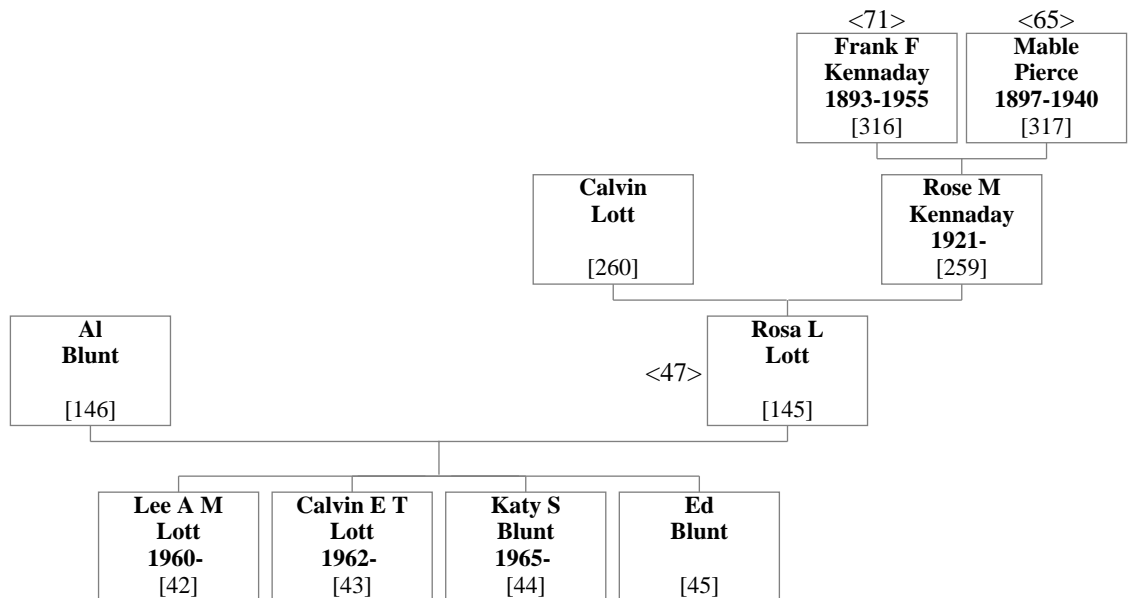 <71>
<65>
Frank F
Kennaday
1893-1955
[316]
Mable
Pierce
1897-1940
[317]
Calvin
Lott
[260]
Rose M
Kennaday
1921-
[259]
Al
Blunt
[146]
<47>
Rosa L
Lott
[145]
Lee A M
Lott
1960-
[42]
Calvin E T
Lott
1962-
[43]
Katy S
Blunt
1965-
[44]
Ed
Blunt
[45]